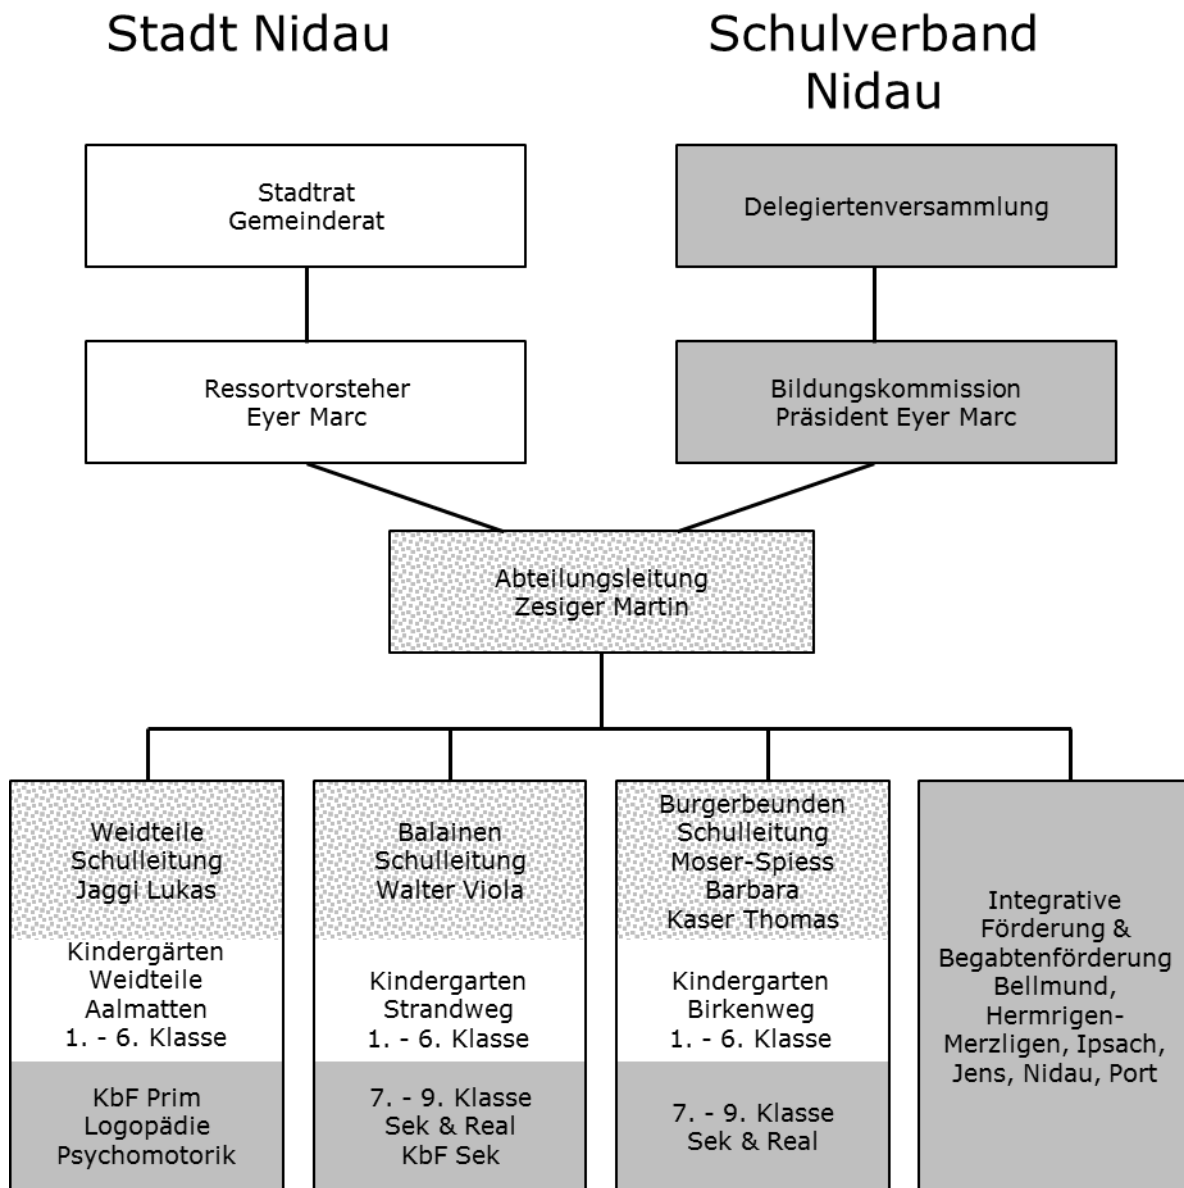 Stadt Nidau
Schulverband
Nidau
Stadtrat
Gemeinderat
Delegiertenversammlung
Ressortvorsteher
Eyer Marc
Bildungskommission
Präsident Eyer Marc
Abteilungsleitung
Zesiger Martin
Weidteile
Schulleitung
Jaggi Lukas
Kindergärten
Weidteile
Aalmatten
1. - 6. Klasse
KbF Prim
Logopädie
Psychomotorik
Balainen
Schulleitung
Walter Viola
Kindergarten
Strandweg
1. - 6. Klasse
7. - 9. Klasse
Sek & Real
KbF Sek
Burgerbeunden
Schulleitung
Moser-Spiess
Barbara
Kaser Thomas
Kindergarten
Birkenweg
1. - 6. Klasse
7. - 9. Klasse
Sek & Real
Integrative
Förderung &
Begabtenförderung
Bellmund,
Hermrigen-
Merzligen, Ipsach,
Jens, Nidau, Port